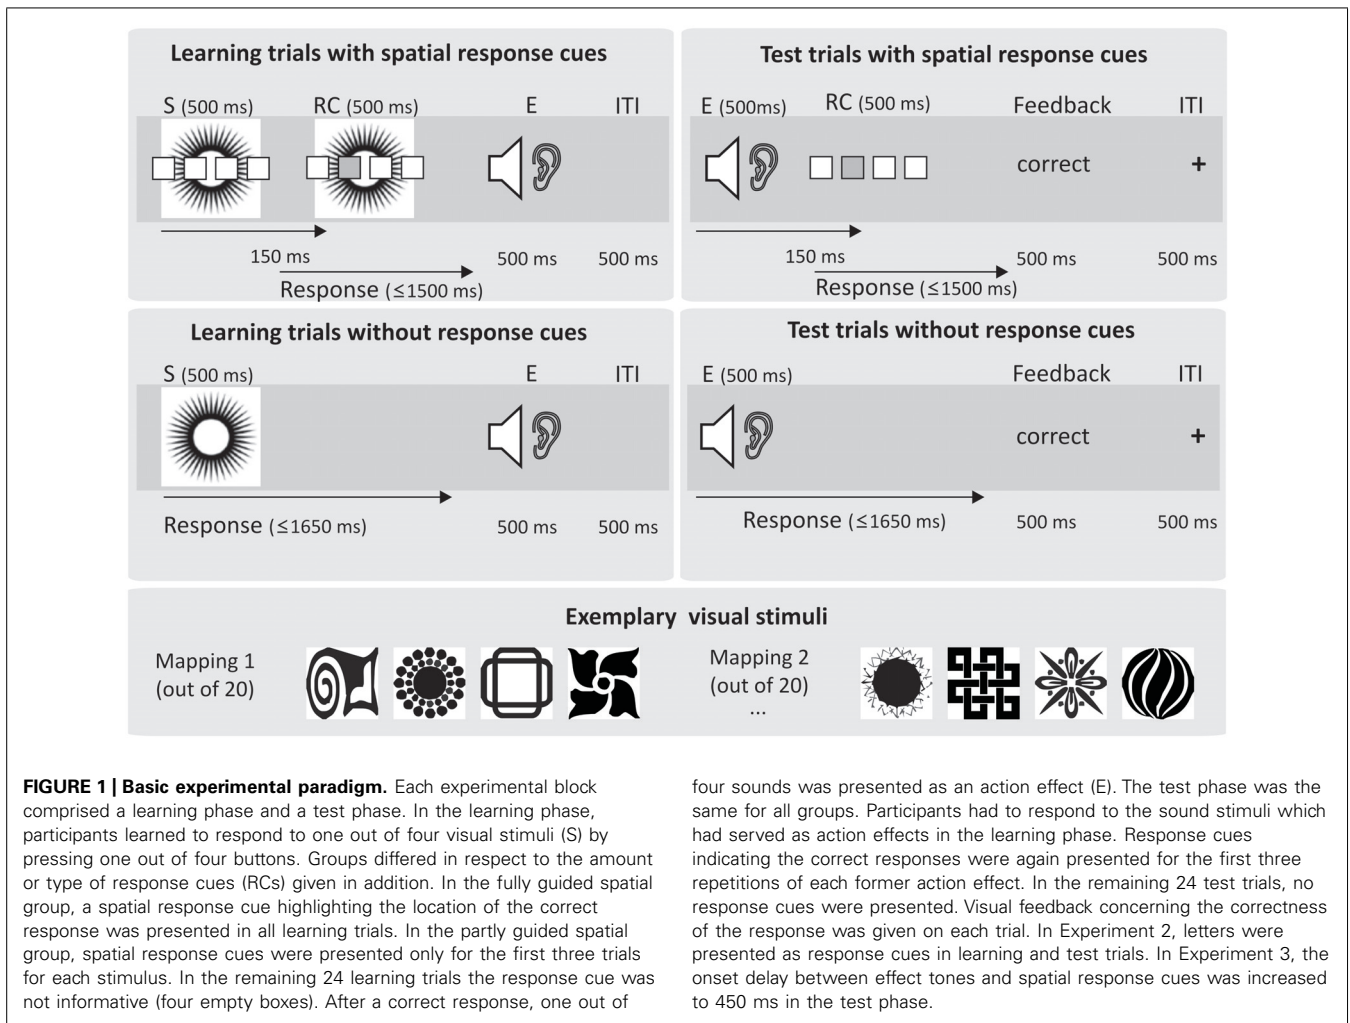 Learning trials with spatial response cues
S (500 ms) RC (500 ms) E ITI
150 ms 500 ms 500 ms
Response (≤1500 ms)
Test trials with spatial response cues
E (500ms) RC (500 ms) Feedback ITI
correct +
150 ms 500 ms 500 ms
Response (≤1500 ms)
Learning trials without response cues
S (500 ms) E ITI
Response (≤1650 ms) 500 ms 500 ms
Test trials without response cues
E (500 ms) Feedback ITI
correct +
Response (≤1650 ms) 500 ms 500 ms
Exemplary visual stimuli
Mapping 1
(out of 20)
Mapping 2
(out of 20)
...
FIGURE 1 | Basic experimental paradigm. Each experimental block
comprised a learning phase and a test phase. In the learning phase,
participants learned to respond to one out of four visual stimuli (S) by
pressing one out of four buttons. Groups differed in respect to the amount
or type of response cues (RCs) given in addition. In the fully guided spatial
group, a spatial response cue highlighting the location of the correct
response was presented in all learning trials. In the partly guided spatial
group, spatial response cues were presented only for the first three trials
for each stimulus. In the remaining 24 learning trials the response cue was
not informative (four empty boxes). After a correct response, one out of
four sounds was presented as an action effect (E). The test phase was the
same for all groups. Participants had to respond to the sound stimuli which
had served as action effects in the learning phase. Response cues
indicating the correct responses were again presented for the first three
repetitions of each former action effect. In the remaining 24 test trials, no
response cues were presented. Visual feedback concerning the correctness
of the response was given on each trial. In Experiment 2, letters were
presented as response cues in learning and test trials. In Experiment 3, the
onset delay between effect tones and spatial response cues was increased
to 450 ms in the test phase.